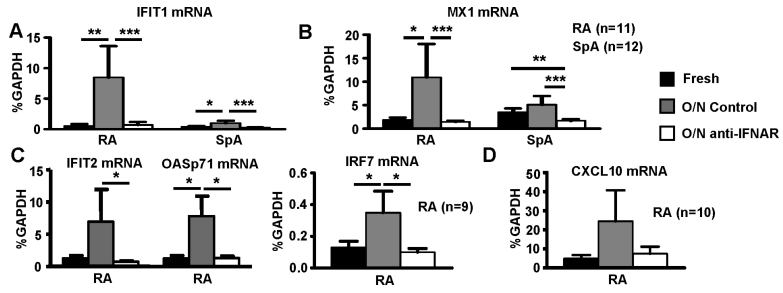 A
IFIT1 mRNA
%GAPDH
15
10
5
0
** ***
* ***
RA SpA
B
MX1 mRNA
%GAPDH
20
15
10
5
0
* ***
**
***
RA SpA
RA (n=11)
SpA (n=12)
Fresh
O/N Control
O/N anti-IFNAR
C
IFIT2 mRNA OASp71 mRNA
%GAPDH
15
10
5
0
*
* *
RA RA
IRF7 mRNA
%GAPDH
0.6
0.4
0.2
0.0
* *
RA (n=9)
RA
D
CXCL10 mRNA
%GAPDH
50
40
30
20
10
0
RA (n=10)
RA